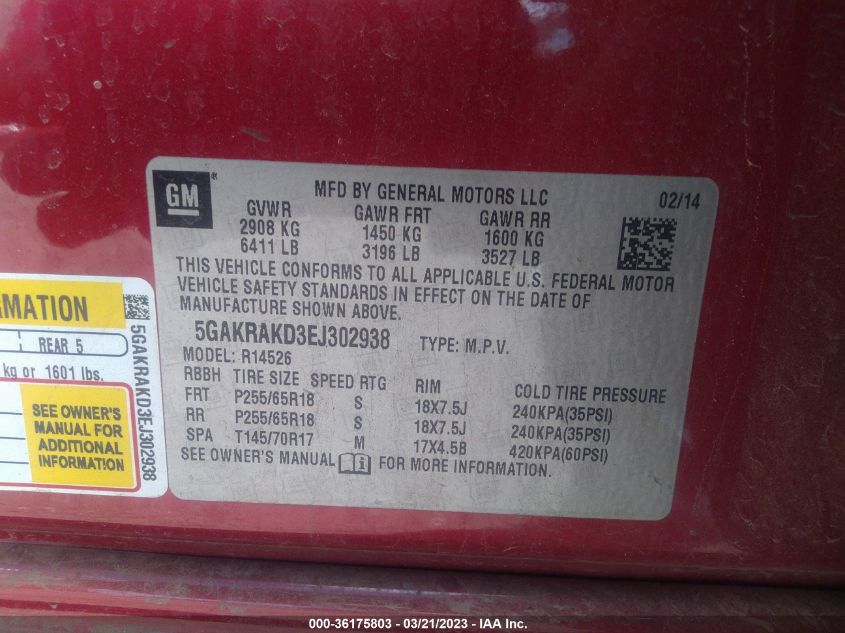 GM®
MFD BY GENERAL MOTORS LLC
02/14
GVWR GAWR FRT GAWR RR
2908 KG 1450 KG 1600 KG
6411 LB 3196 LB 3527 LB
THIS VEHICLE CONFORMS TO ALL APPLICABLE U.S. FEDERAL MOTOR
VEHICLE SAFETY STANDARDS IN EFFECT ON THE DATE OF
MANUFACTURE SHOWN ABOVE.
5GAKRAKD3EJ302938 TYPE: M.P.V.
MODEL: R14526
RBBH TIRE SIZE SPEED RTG RIM COLD TIRE PRESSURE
FRT P255/65R18 S 18X7.5J 240KPA(35PSI)
RR P255/65R18 S 18X7.5J 240KPA(35PSI)
SPA T145/70R17 M 17X4.5B 420KPA(60PSI)
SEE OWNER'S MANUAL FOR MORE INFORMATION.
RMATION
REAR 5
kg or 1601 lbs.
SEE OWNER'S
MANUAL FOR
ADDITIONAL
INFORMATION
5GAKRAKD3EJ302938
000-36175803 - 03/21/2023 - IAA Inc.